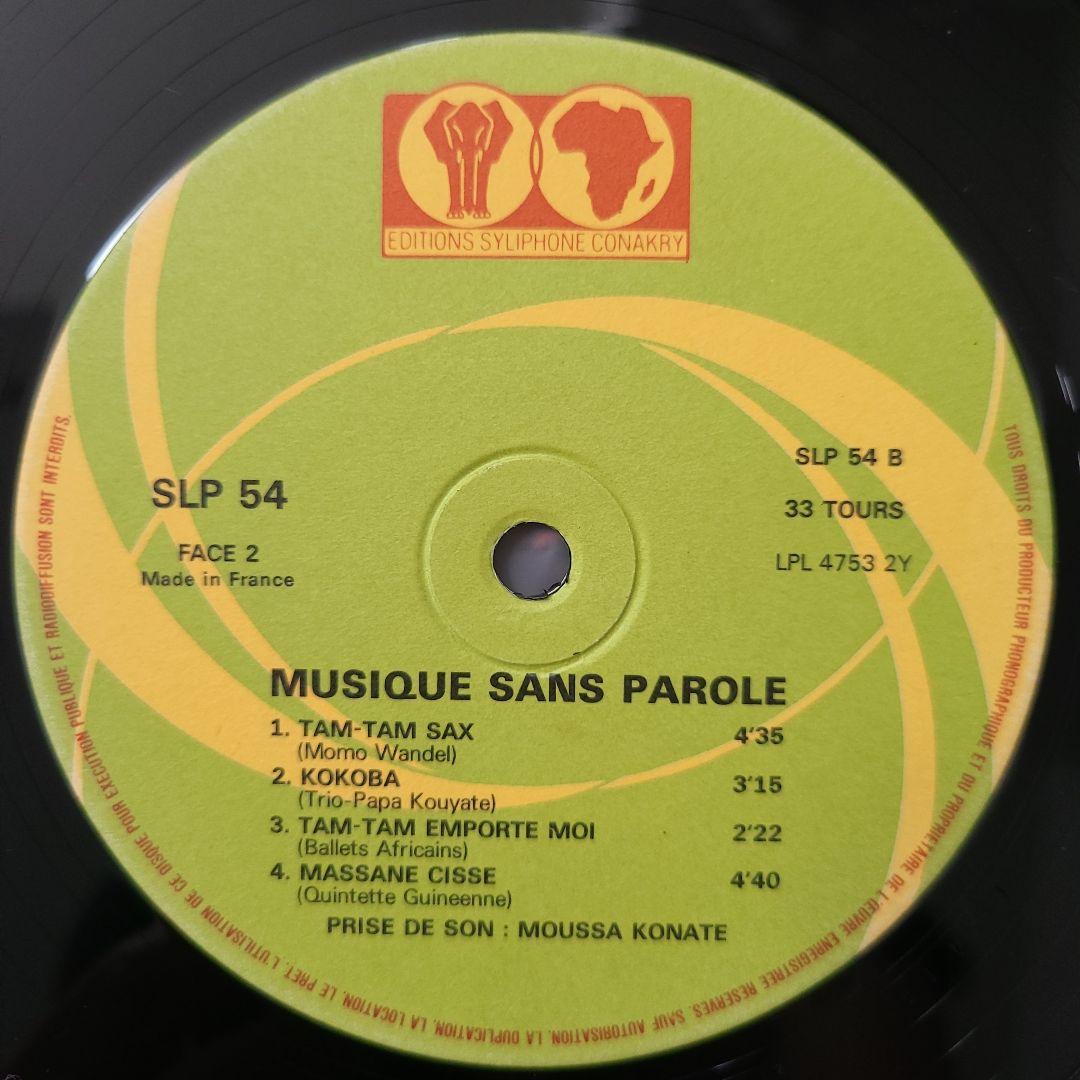 EDITIONS SYLIPHONE CONAKRY
SLP 54
FACE 2
Made in France
SLP 54 B
33 TOURS
LPL 4753 2Y
MUSIQUE SANS PAROLE
1. TAM-TAM SAX 4'35
(Momo Wandel)
2. KOKOBA 3'15
(Trio-Papa Kouyate)
3. TAM-TAM EMPORTE MOI 2'22
(Ballets Africains)
4. MASSANE CISSE 4'40
(Quintette Guineenne)
PRISE DE SON : MOUSSA KONATE
TOUS DROITS DU PRODUCTEUR PHONOGRAPHIQUE ET DU PROPRIETAIRE DE L'ŒUVRE ENREGISTREE RESERVES. SAUF AUTORISATION, LA DUPLICATION, LA LOCATION, LE PRET, L'UTILISATION DE CE DISQUE POUR EXECUTION PUBLIQUE ET RADIODIFFUSION SONT INTERDITS.